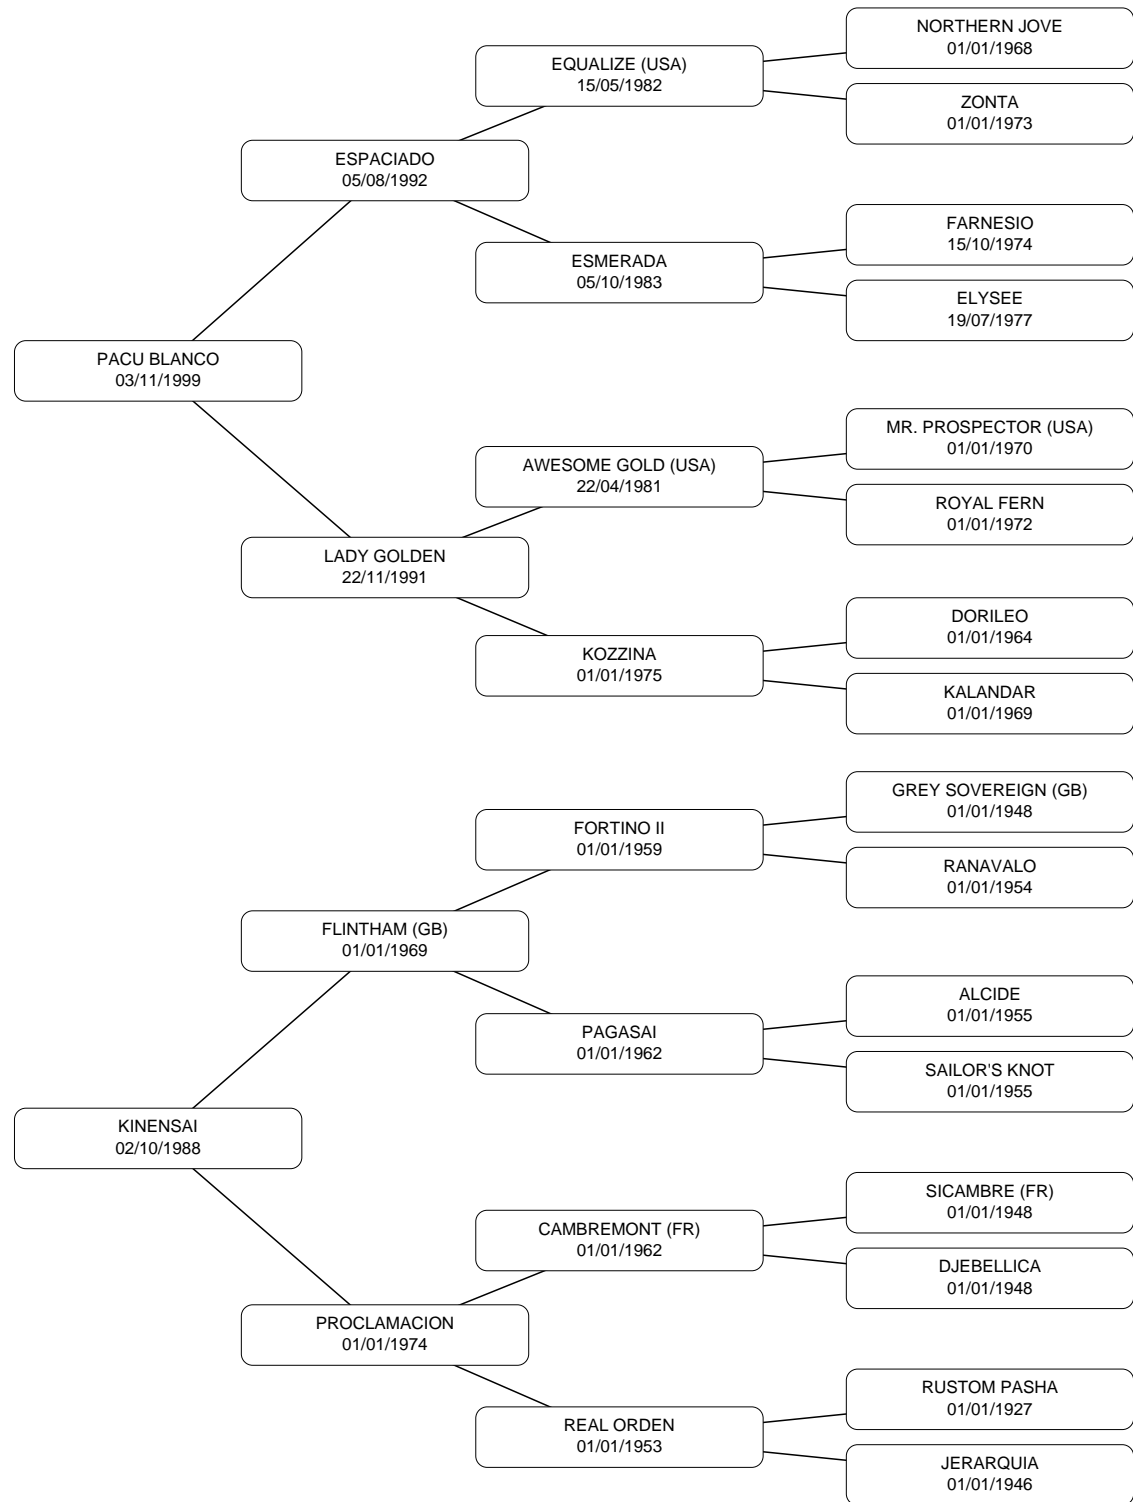 NORTHERN JOVE
01/01/1968
EQUALIZE (USA)
15/05/1982
ZONTA
01/01/1973
ESPACIADO
05/08/1992
FARNESIO
15/10/1974
ESMERADA
05/10/1983
ELYSEE
19/07/1977
PACU BLANCO
03/11/1999
MR. PROSPECTOR (USA)
01/01/1970
AWESOME GOLD (USA)
22/04/1981
ROYAL FERN
01/01/1972
LADY GOLDEN
22/11/1991
DORILEO
01/01/1964
KOZZINA
01/01/1975
KALANDAR
01/01/1969
GREY SOVEREIGN (GB)
01/01/1948
FORTINO II
01/01/1959
RANAVALO
01/01/1954
FLINTHAM (GB)
01/01/1969
ALCIDE
01/01/1955
PAGASAI
01/01/1962
SAILOR'S KNOT
01/01/1955
KINENSAI
02/10/1988
SICAMBRE (FR)
01/01/1948
CAMBREMONT (FR)
01/01/1962
DJEBELLICA
01/01/1948
PROCLAMACION
01/01/1974
RUSTOM PASHA
01/01/1927
REAL ORDEN
01/01/1953
JERARQUIA
01/01/1946